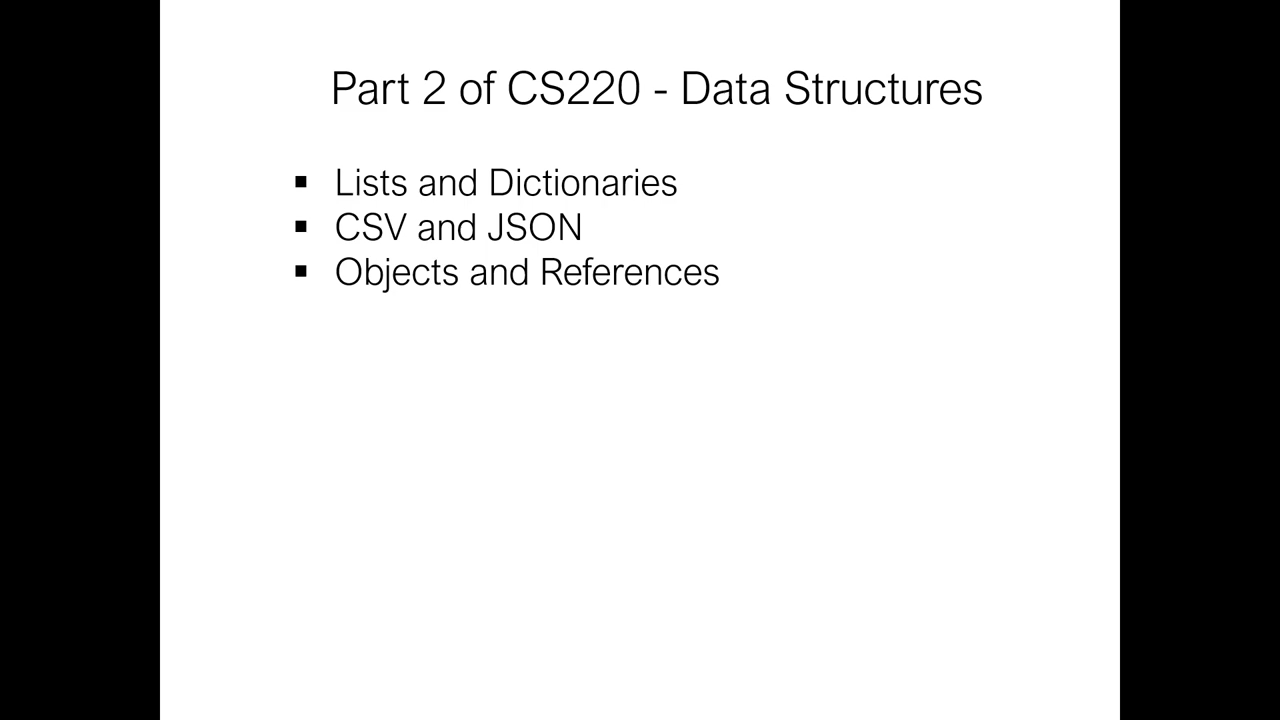 Part 2 of CS220 - Data Structures
▪ Lists and Dictionaries
▪ CSV and JSON
▪ Objects and References